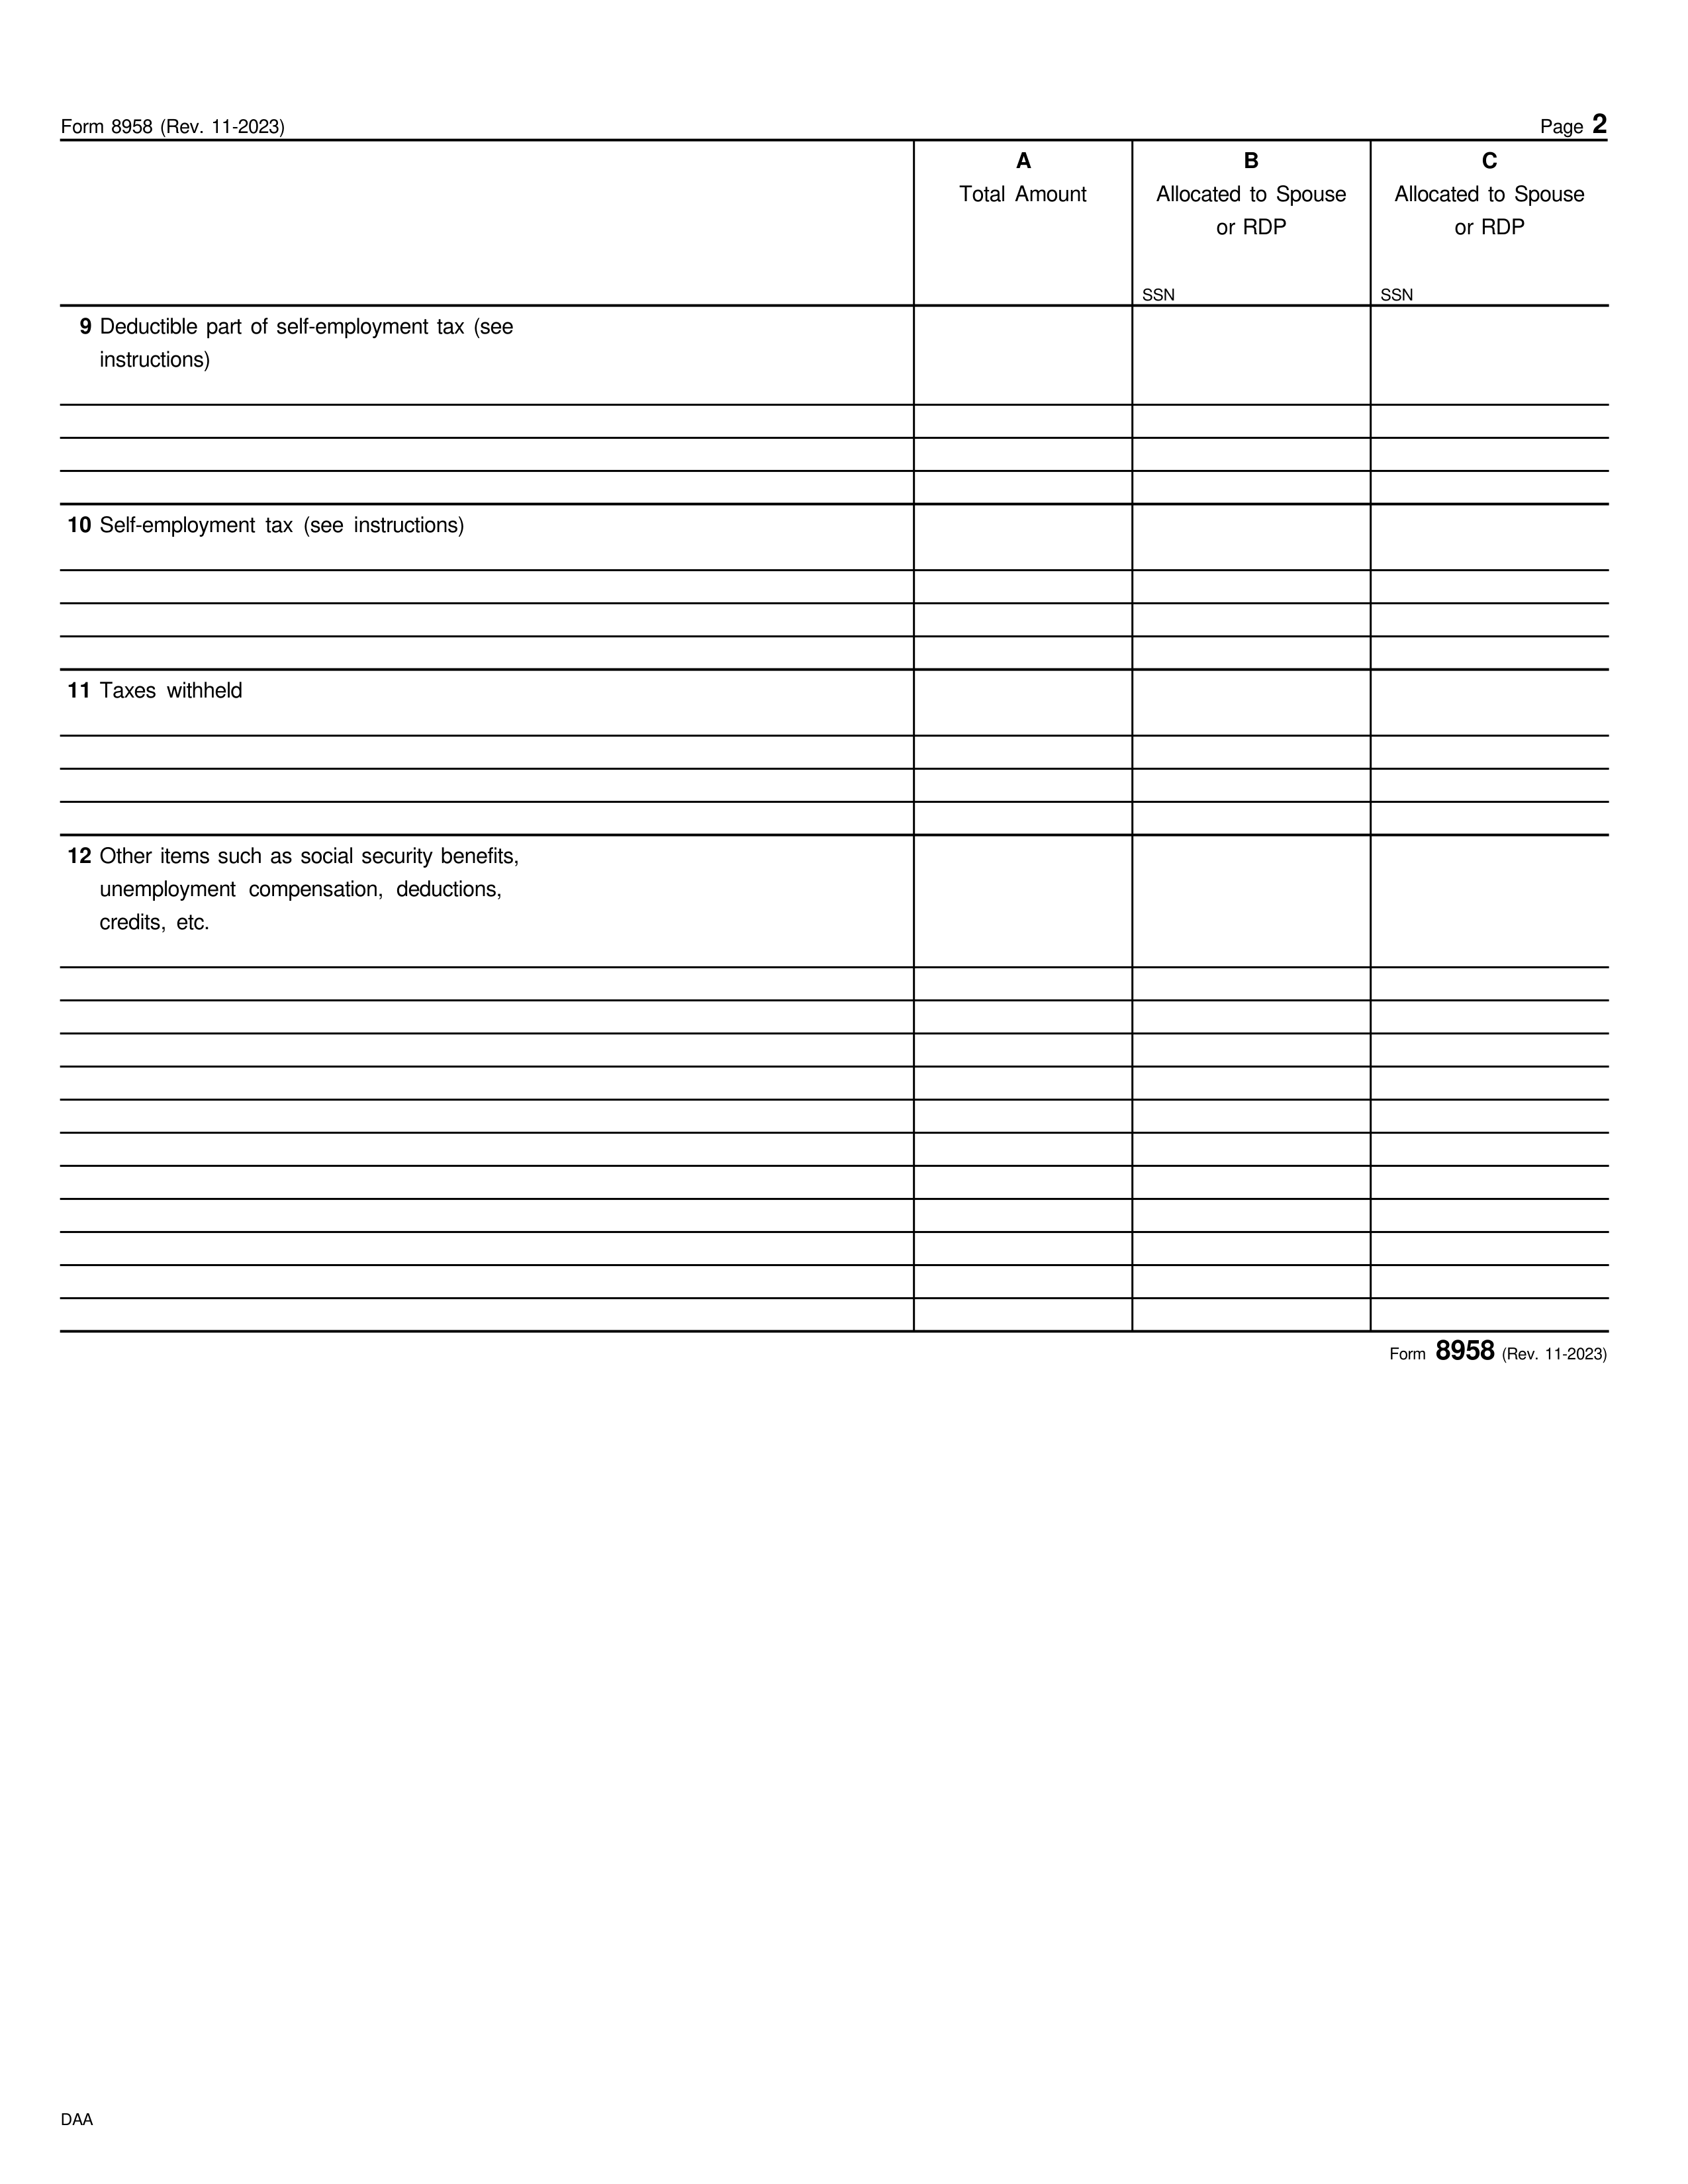 Form 8958 (Rev. 11-2023) Page 2
A B C
Total Amount Allocated to Spouse Allocated to Spouse
or RDP or RDP
SSN SSN
9 Deductible part of self-employment tax (see
instructions)
10 Self-employment tax (see instructions)
11 Taxes withheld
12 Other items such as social security benefits,
unemployment compensation, deductions,
credits, etc.
Form 8958 (Rev. 11-2023)
DAA